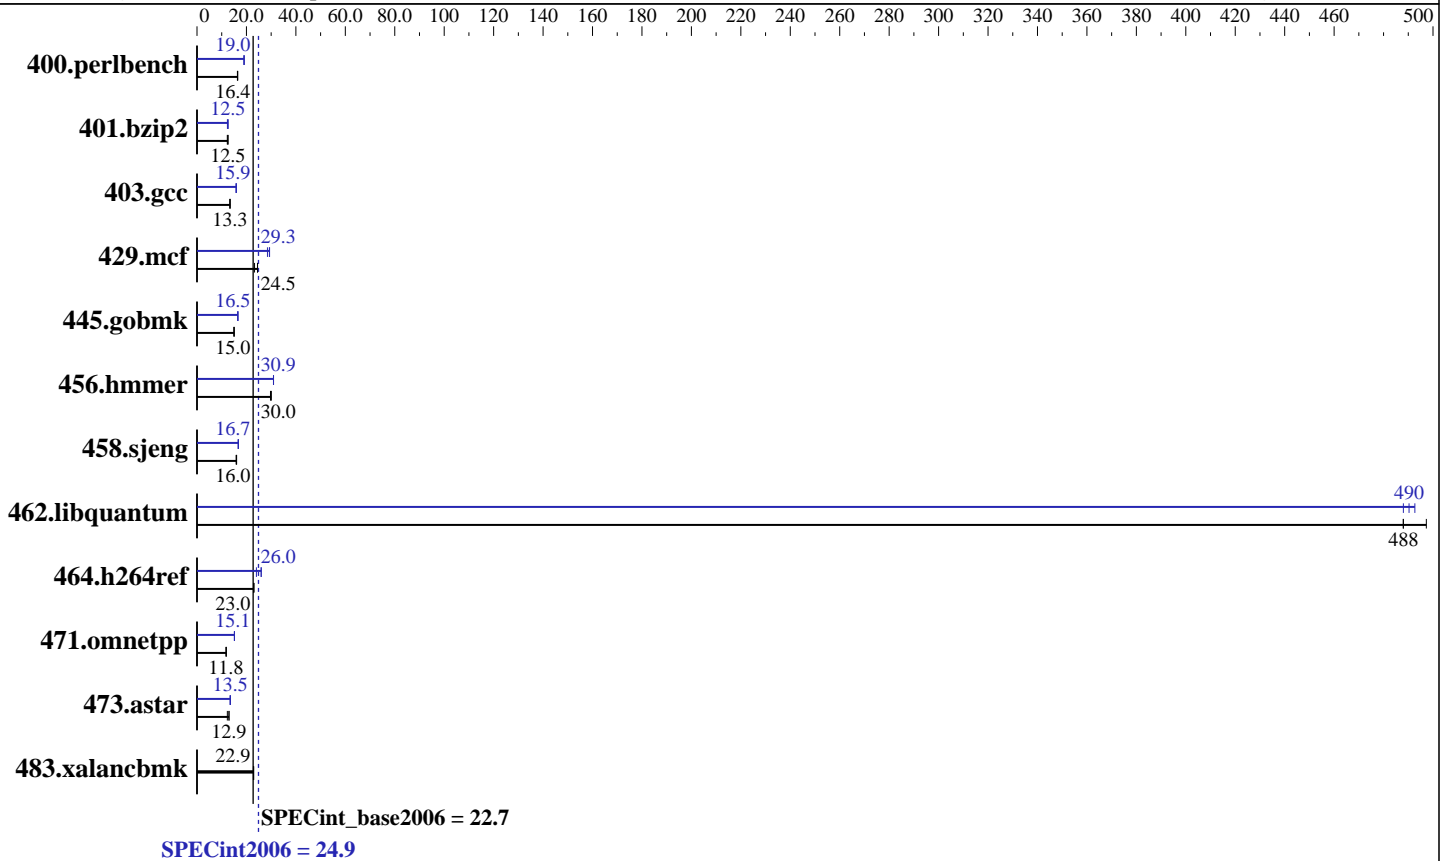 0 20.0 40.0 60.0 80.0 100 120 140 160 180 200 220 240 260 280 300 320 340 360 380 400 420 440 460 500
19.0
400.perlbench
16.4
12.5
401.bzip2
12.5
15.9
403.gcc
13.3
29.3
429.mcf
24.5
16.5
445.gobmk
15.0
30.9
456.hmmer
30.0
16.7
458.sjeng
16.0
490
462.libquantum
488
26.0
464.h264ref
23.0
15.1
471.omnetpp
11.8
13.5
473.astar
12.9
22.9
483.xalancbmk
SPECint_base2006 = 22.7
SPECint2006 = 24.9